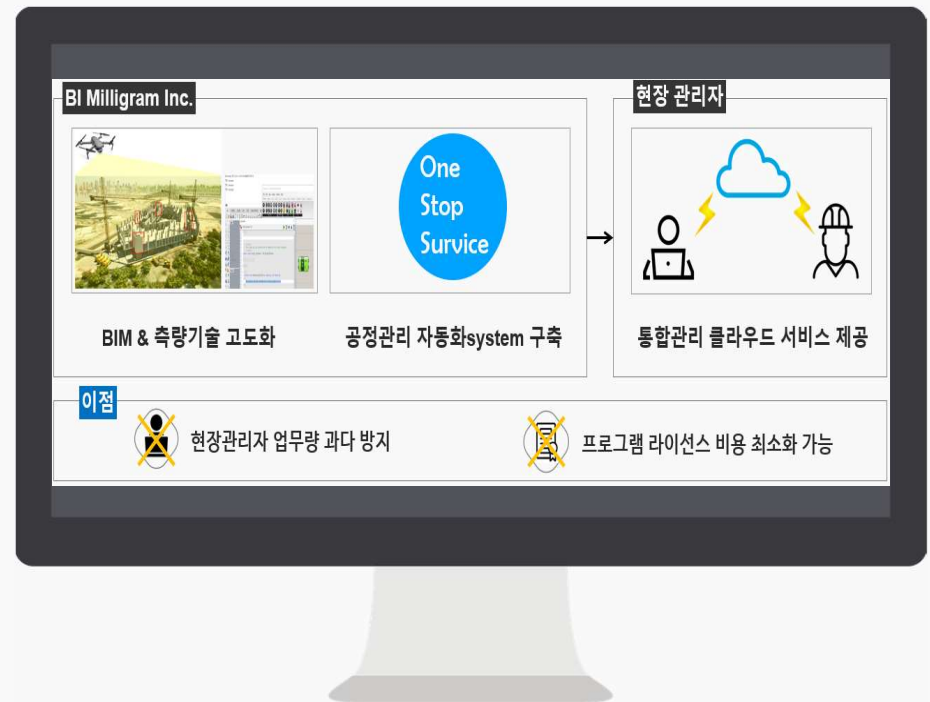 BI Milligram Inc.
현장 관리자
One
Stop
Survice
BIM & 측량기술 고도화
공정관리 자동화system 구축
통합관리 클라우드 서비스 제공
이점
현장관리자 업무량 과다 방지
프로그램 라이선스 비용 최소화 가능